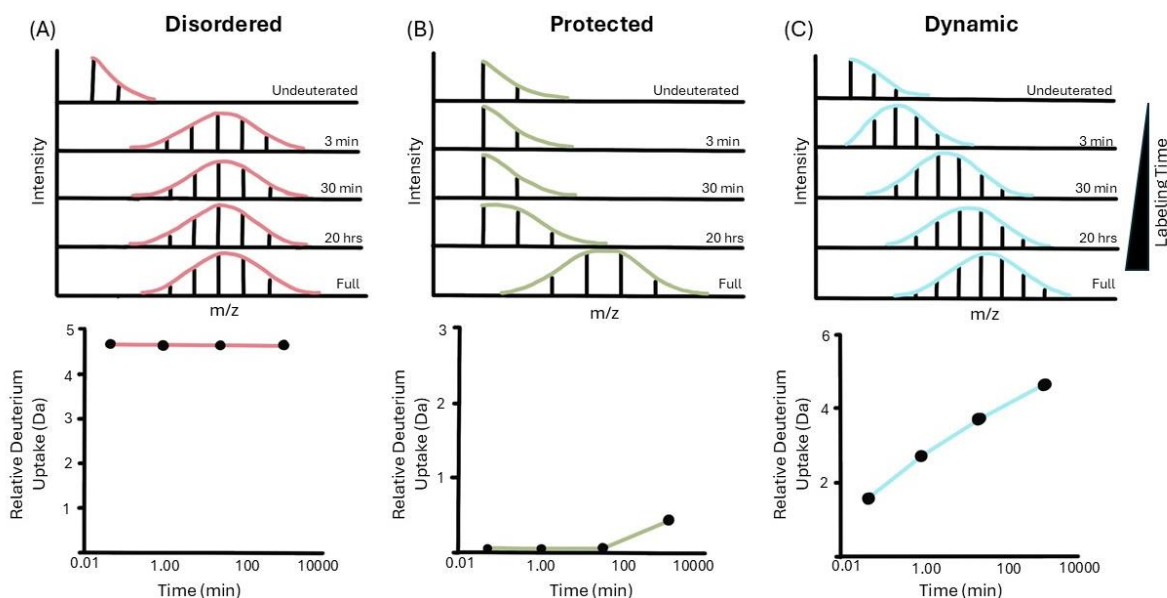 (A)
Disordered
Intensity
Undeuterated
3 min
30 min
20 hrs
Full
m/z
Relative Deuterium
Uptake (Da)
5
4
3
2
1
0.01
1.00
100
10000
Time (min)
(B)
Protected
Intensity
Undeuterated
3 min
30 min
20 hrs
Full
m/z
Relative Deuterium
Uptake (Da)
3
2
1
0.01
1.00
100
10000
Time (min)
(C)
Dynamic
Intensity
Undeuterated
3 min
30 min
20 hrs
Full
m/z
Labeling Time
Relative Deuterium
Uptake (Da)
6
4
2
0.01
1.00
100
10000
Time (min)